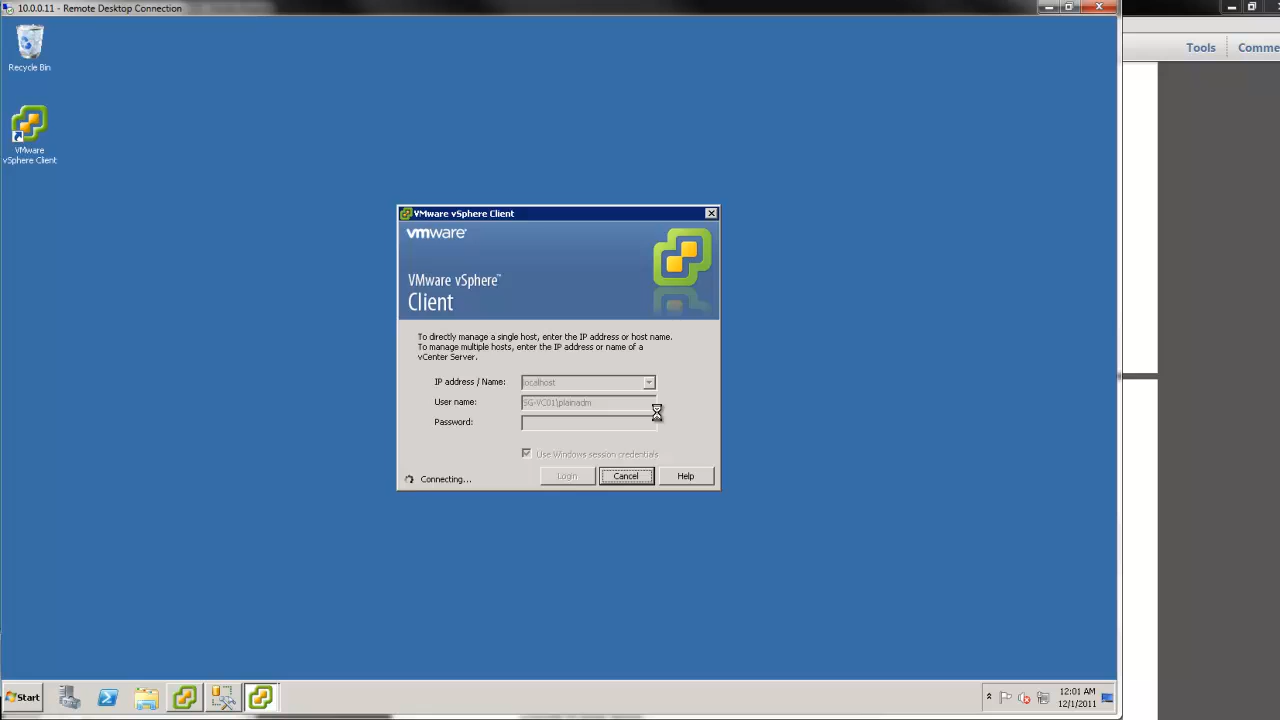 10.0.0.11 - Remote Desktop Connection
Tools
Comme
Recycle Bin
VMware
vSphere Client
VMware vSphere Client
vmware
VMware vSphere™
Client
To directly manage a single host, enter the IP address or host name.
To manage multiple hosts, enter the IP address or name of a
vCenter Server.
IP address / Name:
localhost
User name:
SG-VC01\plainadm
Password:
Use Windows session credentials
Connecting...
Login
Cancel
Help
Start
12:01 AM
12/1/2011